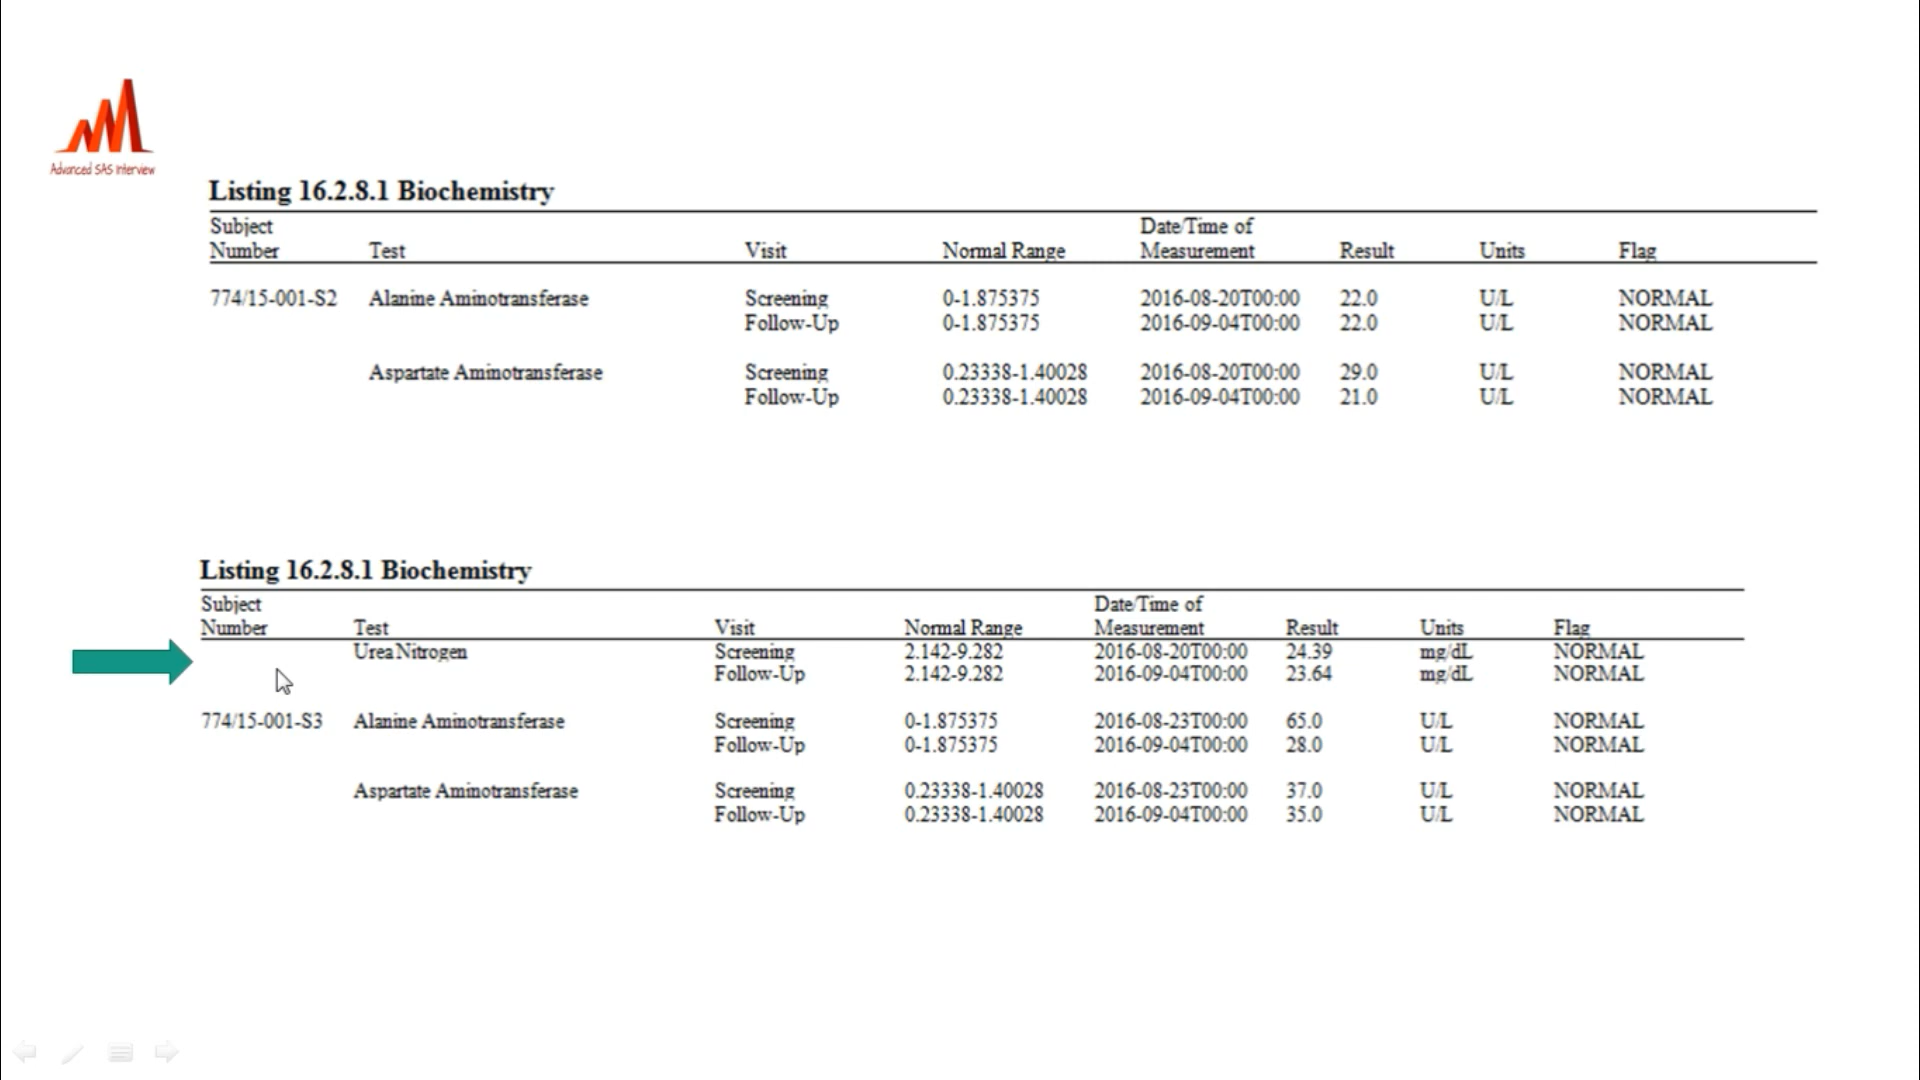 Advanced SAS Interview
Listing 16.2.8.1 Biochemistry
Subject Number Test Visit Normal Range Date/Time of Measurement Result Units Flag
774/15-001-S2 Alanine Aminotransferase Screening 0-1.875375 2016-08-20T00:00 22.0 U/L NORMAL
Follow-Up 0-1.875375 2016-09-04T00:00 22.0 U/L NORMAL
Aspartate Aminotransferase Screening 0.23338-1.40028 2016-08-20T00:00 29.0 U/L NORMAL
Follow-Up 0.23338-1.40028 2016-09-04T00:00 21.0 U/L NORMAL
Listing 16.2.8.1 Biochemistry
Subject Number Test Visit Normal Range Date/Time of Measurement Result Units Flag
Urea Nitrogen Screening 2.142-9.282 2016-08-20T00:00 24.39 mg/dL NORMAL
Follow-Up 2.142-9.282 2016-09-04T00:00 23.64 mg/dL NORMAL
774/15-001-S3 Alanine Aminotransferase Screening 0-1.875375 2016-08-23T00:00 65.0 U/L NORMAL
Follow-Up 0-1.875375 2016-09-04T00:00 28.0 U/L NORMAL
Aspartate Aminotransferase Screening 0.23338-1.40028 2016-08-23T00:00 37.0 U/L NORMAL
Follow-Up 0.23338-1.40028 2016-09-04T00:00 35.0 U/L NORMAL